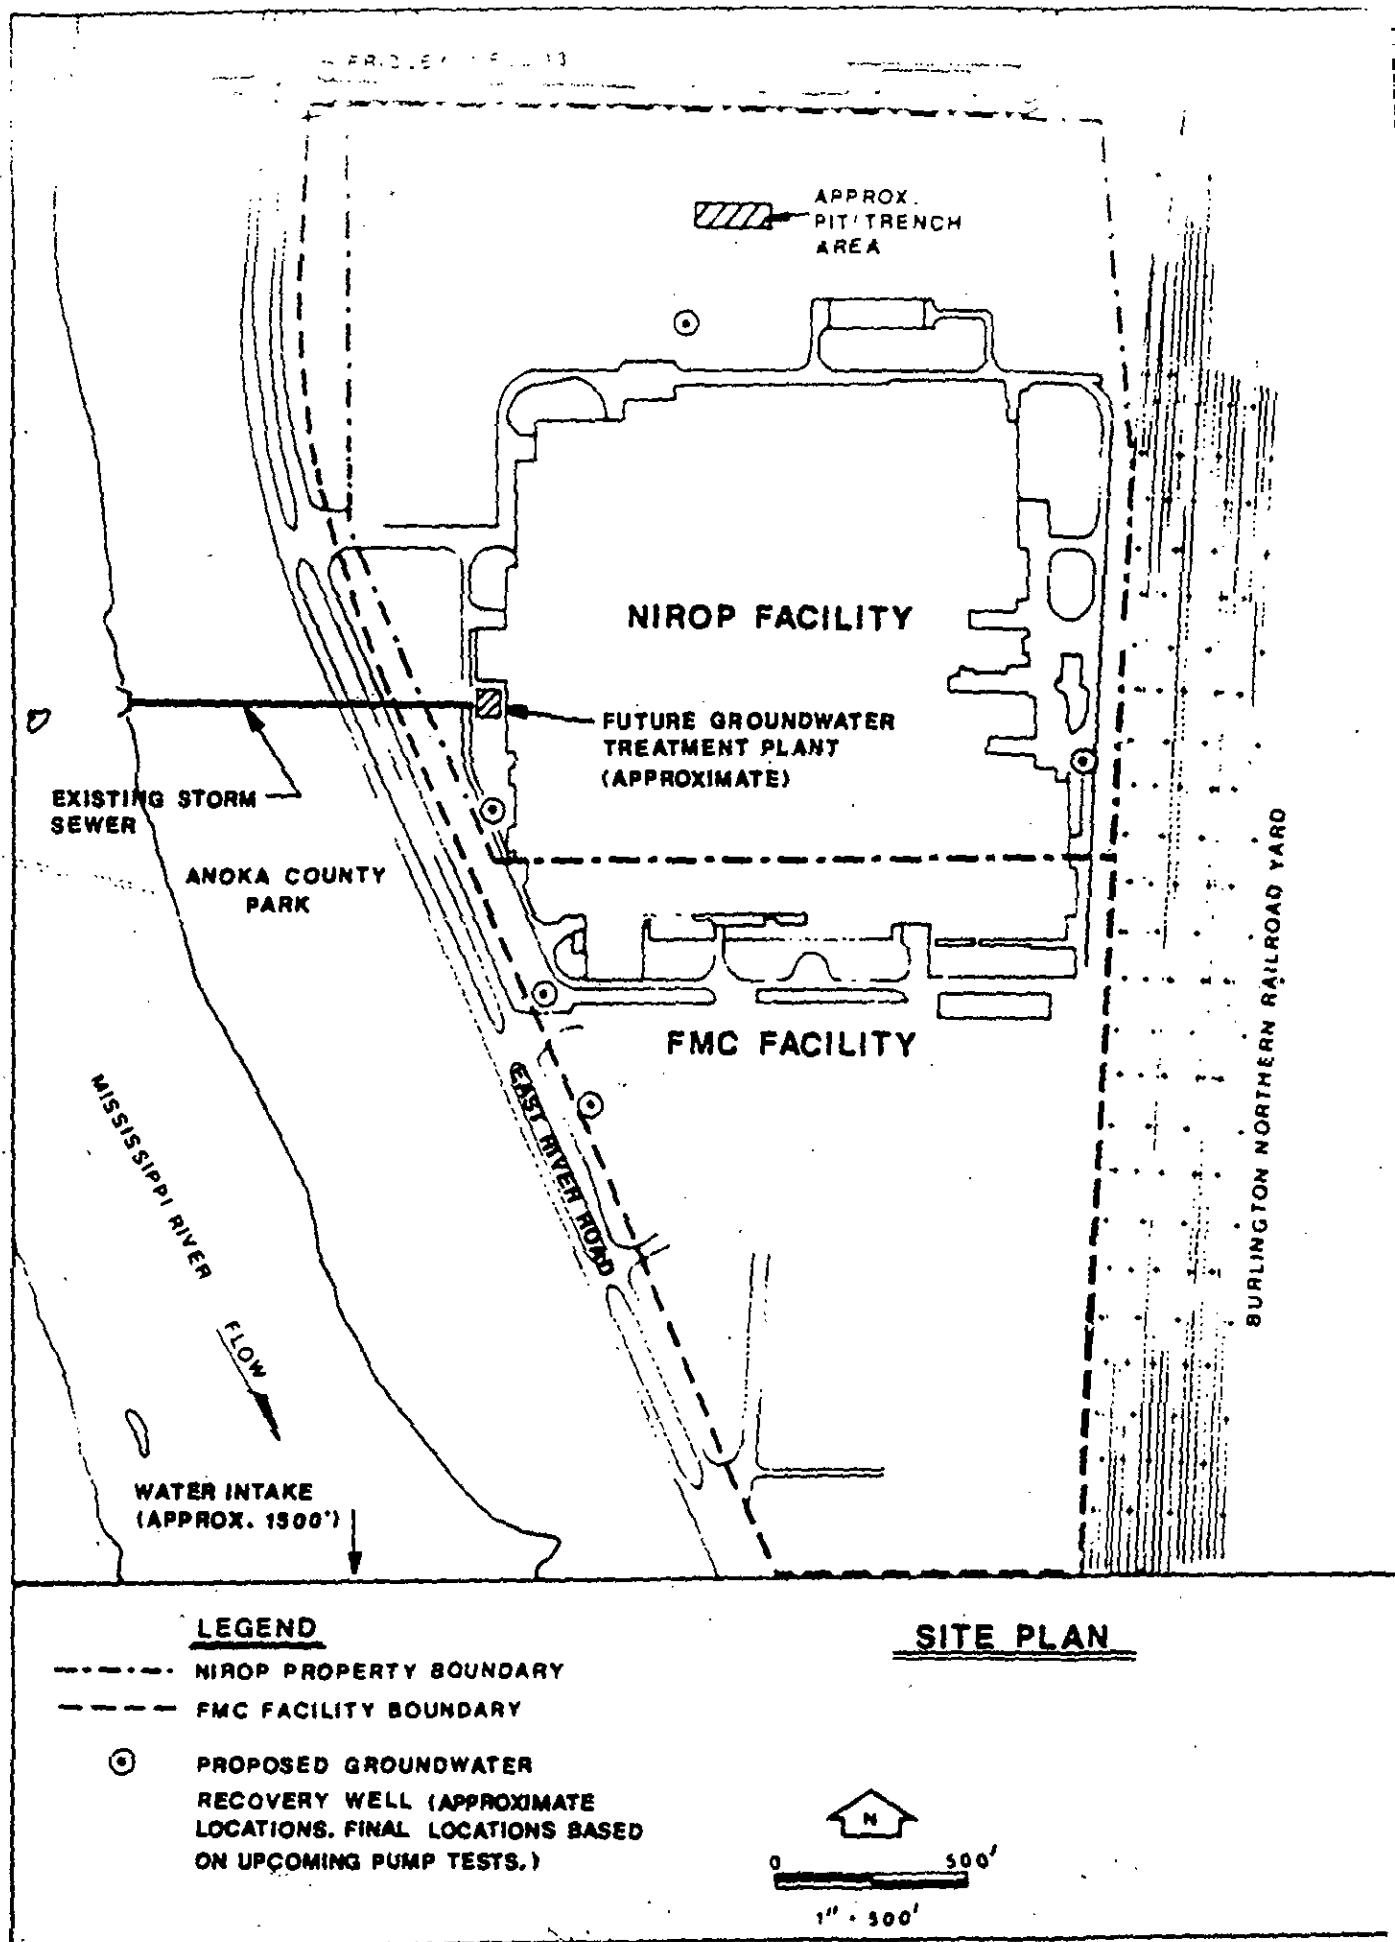 APPROX.
PIT/TRENCH
AREA
NIROP FACILITY
FUTURE GROUNDWATER
TREATMENT PLANT
(APPROXIMATE)
EXISTING STORM
SEWER
ANOKA COUNTY
PARK
FMC FACILITY
EAST RIVER ROAD
BURLINGTON NORTHERN RAILROAD YARD
MISSISSIPPI RIVER
FLOW
WATER INTAKE
(APPROX. 1500')
LEGEND
NIROP PROPERTY BOUNDARY
FMC FACILITY BOUNDARY
PROPOSED GROUNDWATER
RECOVERY WELL (APPROXIMATE
LOCATIONS. FINAL LOCATIONS BASED
ON UPCOMING PUMP TESTS.)
SITE PLAN
N
0 500'
1" = 500'